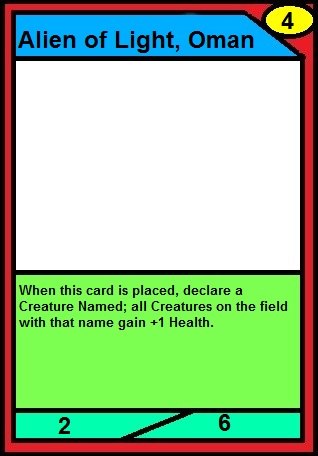 Alien of Light, Oman
4
When this card is placed, declare a
Creature Named; all Creatures on the field
with that name gain +1 Health.
2
6